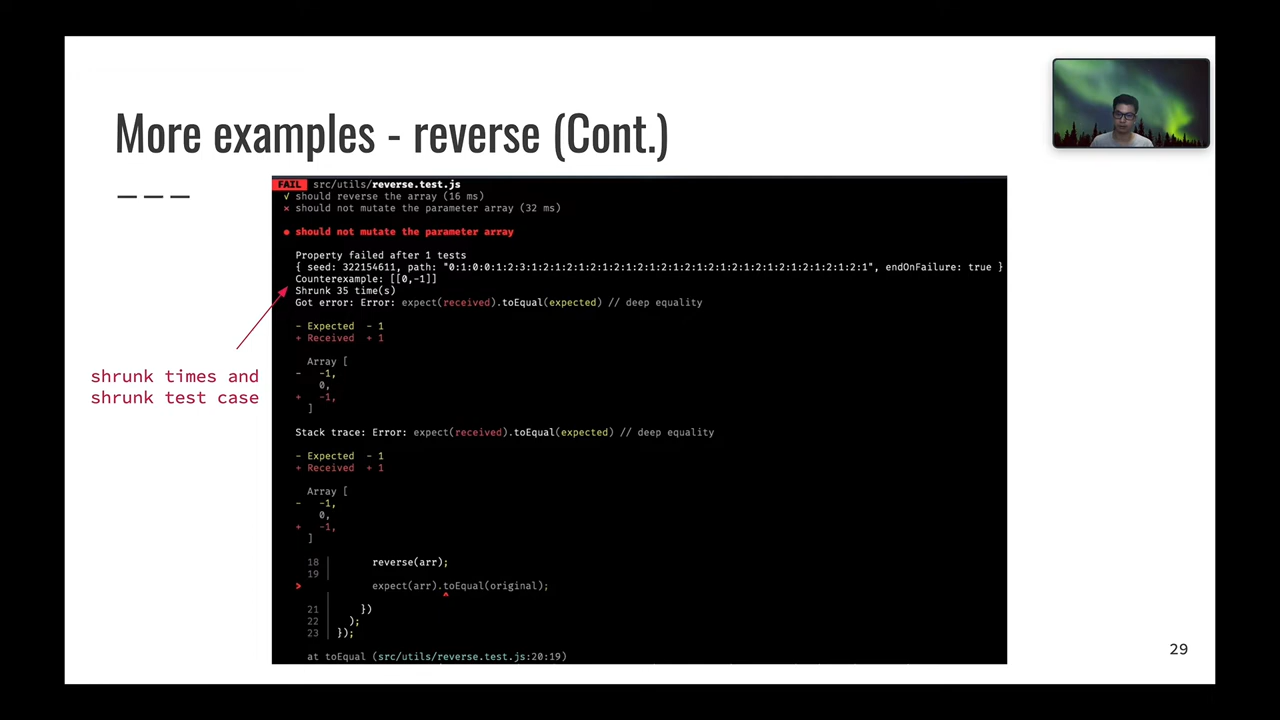 More examples - reverse (Cont.)
FAIL src/utils/reverse.test.js
√ should reverse the array (16 ms)
× should not mutate the parameter array (32 ms)
● should not mutate the parameter array
Property failed after 1 tests
{ seed: 322154611, path: "0:1:0:0:1:2:3:1:2:1:2:1:2:1:2:1:2:1:2:1:2:1:2:1:2:1:2:1:2:1:2:1:2:1:2:1", endOnFailure: true }
Counterexample: [[0,-1]]
Shrunk 35 time(s)
Got error: Error: expect(received).toEqual(expected) // deep equality
- Expected - 1
+ Received + 1
Array [
- -1,
0,
+ -1,
]
shrunk times and
shrunk test case
Stack trace: Error: expect(received).toEqual(expected) // deep equality
- Expected - 1
+ Received + 1
Array [
- -1,
0,
+ -1,
]
18 | reverse(arr);
19 |
> | expect(arr).toEqual(original);
| ^
21 | })
22 | );
23 | });
at toEqual (src/utils/reverse.test.js:20:19)
29